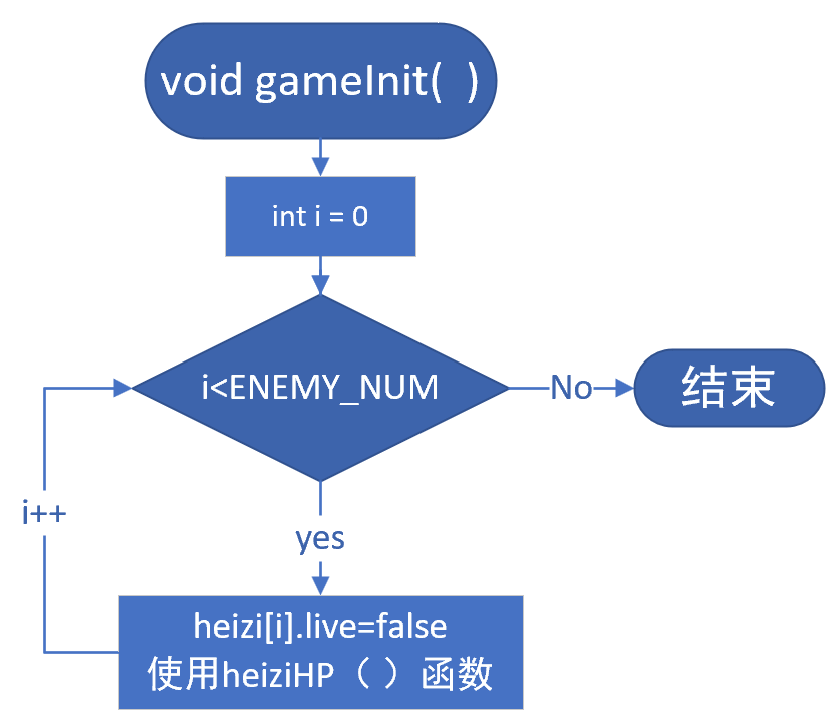 void gameInit(  )
int i = 0
i<ENEMY_NUM
No
结束
yes
i++
heizi[i].live=false
使用heiziHP（ ）函数